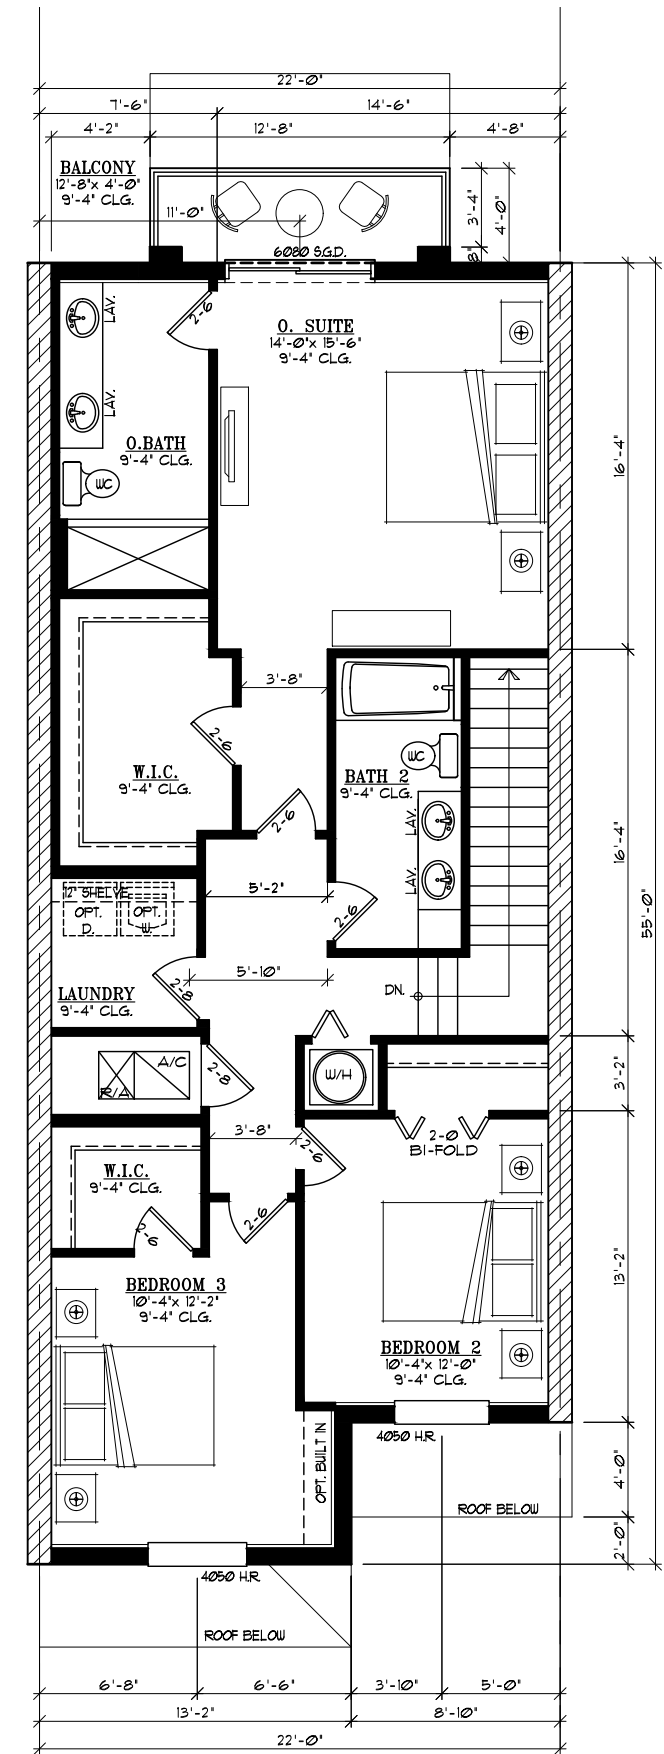 22'-0"
7'-6"
14'-6"
4'-2"
12'-8"
4'-8"
BALCONY
12'-8"x 4'-0"
9'-4" CLG.
11'-0"
3'-4"
4'-0"
8"
6080 S.G.D.
LAV.
2-6
O. SUITE
14'-0"x 15'-6"
9'-4" CLG.
LAV.
O.BATH
9'-4" CLG.
WC
16'-4"
3'-8"
2-6
W.I.C.
9'-4" CLG.
WC
BATH 2
9'-4" CLG.
LAV.
2-6
LAV.
16'-4"
55'-0"
12" SHELVE
OPT.
D.
OPT.
W.
5'-2"
2-6
5'-10"
2-8
LAUNDRY
9'-4" CLG.
DN.
A/C
R/A
2-8
W/H
3'-2"
3'-8"
2-6
2-0
BI-FOLD
W.I.C.
9'-4" CLG.
2-6
2-6
13'-2"
BEDROOM 3
10'-4"x 12'-2"
9'-4" CLG.
BEDROOM 2
10'-4"x 12'-0"
9'-4" CLG.
OPT. BUILT IN
4050 H.R.
4'-0"
ROOF BELOW
2'-0"
4050 H.R.
ROOF BELOW
6'-8"
6'-6"
3'-10"
5'-0"
13'-2"
8'-10"
22'-0"